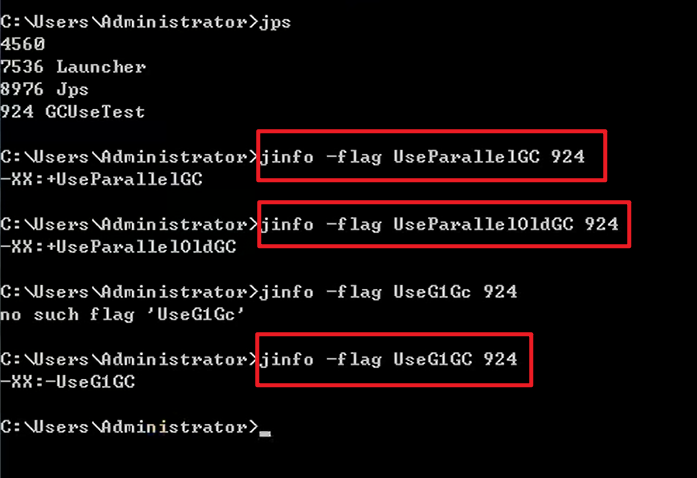 C:\Users\Administrator>jps
4560
7536 Launcher
8976 Jps
924 GCUseTest
C:\Users\Administrator>jinfo -flag UseParallelGC 924
-XX:+UseParallelGC
C:\Users\Administrator>jinfo -flag UseParallelOldGC 924
-XX:+UseParallelOldGC
C:\Users\Administrator>jinfo -flag UseG1Gc 924
no such flag 'UseG1Gc'
C:\Users\Administrator>jinfo -flag UseG1GC 924
-XX:-UseG1GC
C:\Users\Administrator>_